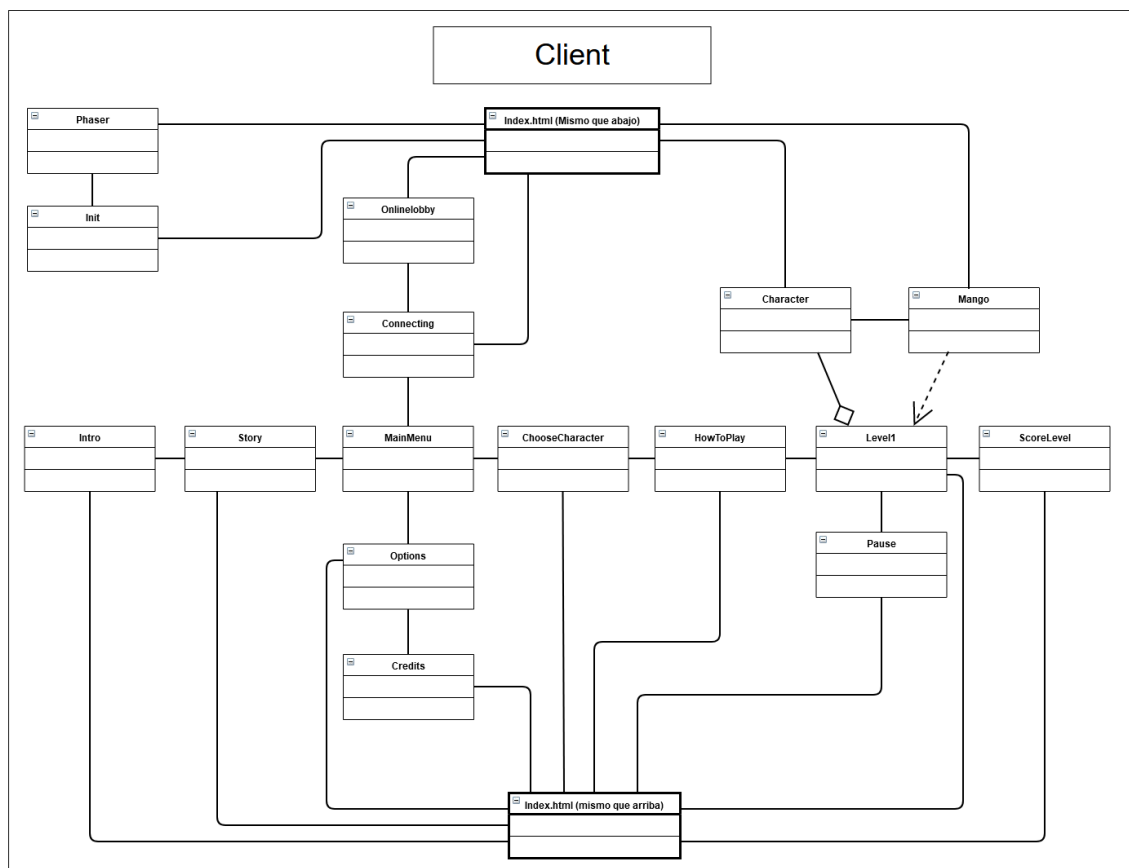 Client
Phaser
Index.html (Mismo que abajo)
Init
Onlinelobby
Character
Mango
Connecting
Intro
Story
MainMenu
ChooseCharacter
HowToPlay
Level1
ScoreLevel
Options
Pause
Credits
Index.html (mismo que arriba)